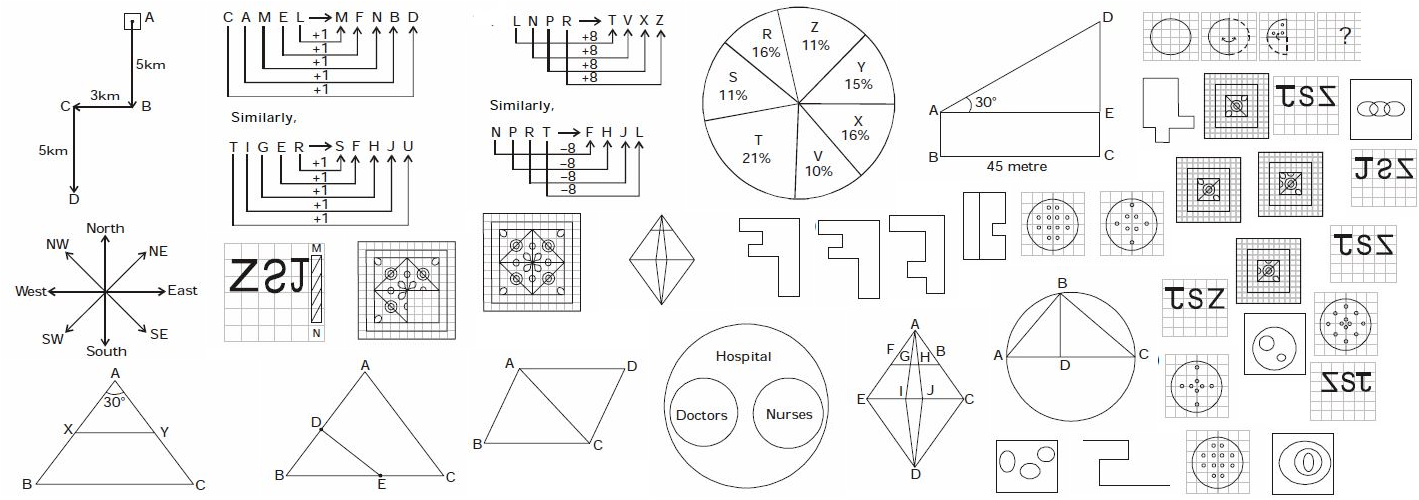 A
5km
3km
C B
5km
D
C A M E L → M F N B D
+1
+1
+1
+1
+1
Similarly,
T I G E R → S F H J U
+1
+1
+1
+1
+1
L N P R → T V X Z
+8
+8
+8
+8
Similarly,
N P R T → F H J L
–8
–8
–8
–8
R
16%
Z
11%
S
11%
Y
15%
X
16%
T
21%
V
10%
D
A 30° E
B C
45 metre
?
North
NW NE
West East
SW SE
South
M
N
A
30°
X Y
B C
A
D
B E C
A D
B C
Hospital
Doctors Nurses
A
F G H B
E I J C
D
B
A D C